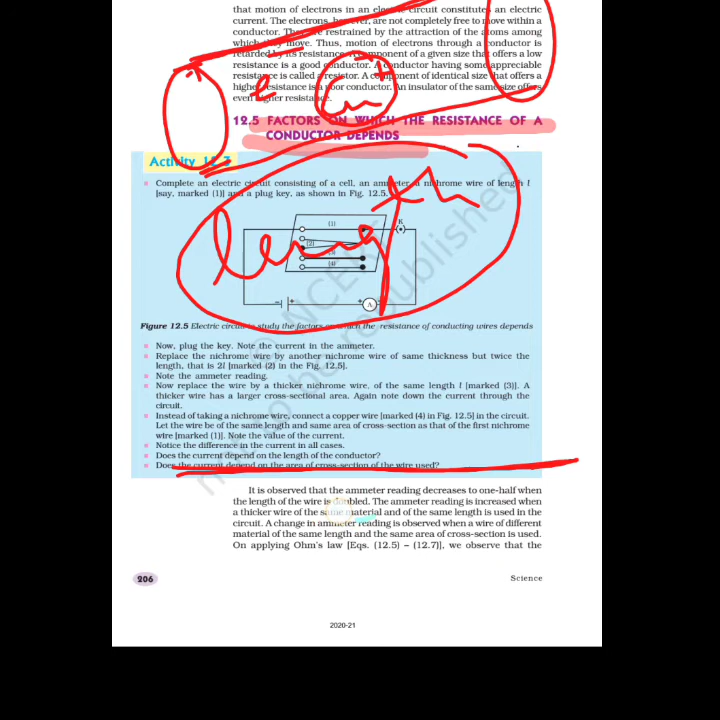 that motion of electrons in an electric circuit constitutes an electric
current. The electrons, however, are not completely free to move within a
conductor. They are restrained by the attraction of the atoms among
which they move. Thus, motion of electrons through a conductor is
retarded by its resistance. A component of a given size that offers a low
resistance is a good conductor. A conductor having some appreciable
resistance is called a resistor. A component of identical size that offers a
higher resistance is a poor conductor. An insulator of the same size offers
even higher resistance.
12.5 FACTORS ON WHICH THE RESISTANCE OF A
CONDUCTOR DEPENDS
Activity 12.3
Complete an electric circuit consisting of a cell, an ammeter, a nichrome wire of length l
[say, marked (1)] and a plug key, as shown in Fig. 12.5.
(1)
K
(2)
(3)
(4)
A
Figure 12.5 Electric circuit to study the factors on which the resistance of conducting wires depends
Now, plug the key. Note the current in the ammeter.
Replace the nichrome wire by another nichrome wire of same thickness but twice the
length, that is 2l [marked (2) in the Fig. 12.5].
Note the ammeter reading.
Now replace the wire by a thicker nichrome wire, of the same length l [marked (3)]. A
thicker wire has a larger cross-sectional area. Again note down the current through the
circuit.
Instead of taking a nichrome wire, connect a copper wire [marked (4) in Fig. 12.5] in the circuit.
Let the wire be of the same length and same area of cross-section as that of the first nichrome
wire [marked (1)]. Note the value of the current.
Notice the difference in the current in all cases.
Does the current depend on the length of the conductor?
Does the current depend on the area of cross-section of the wire used?
© NCERT
not to be republished
It is observed that the ammeter reading decreases to one-half when
the length of the wire is doubled. The ammeter reading is increased when
a thicker wire of the same material and of the same length is used in the
circuit. A change in ammeter reading is observed when a wire of different
material of the same length and the same area of cross-section is used.
On applying Ohm's law [Eqs. (12.5) – (12.7)], we observe that the
206
Science
2020-21